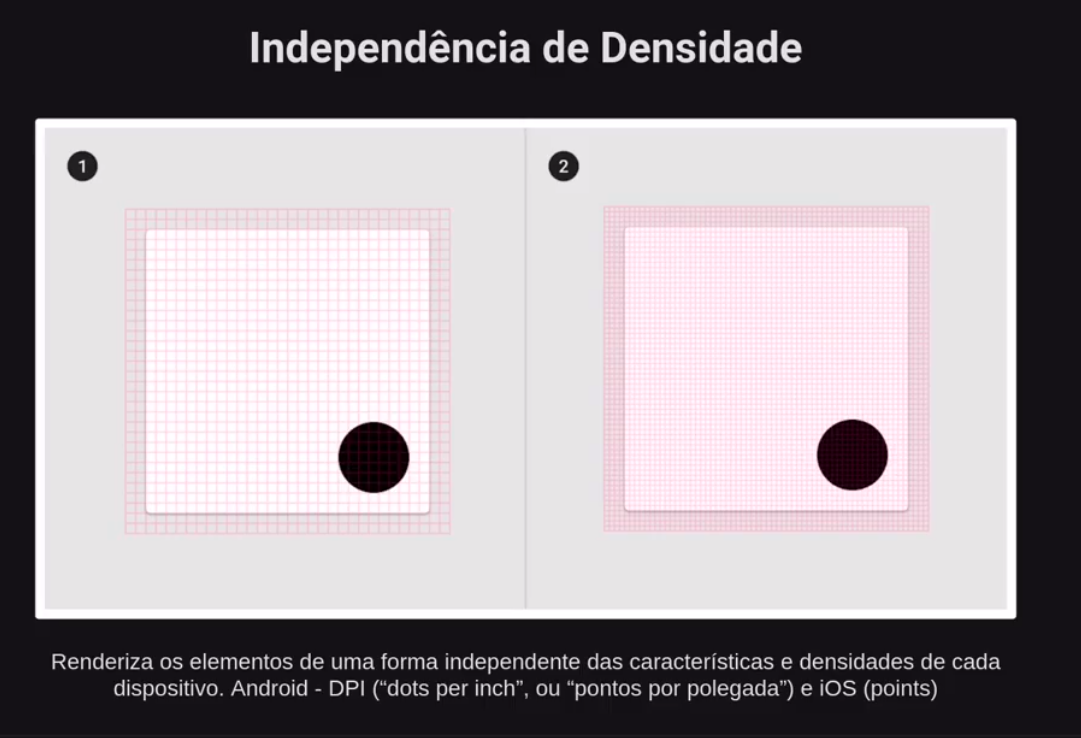 Independência de Densidade
1
2
Renderiza os elementos de uma forma independente das características e densidades de cada
dispositivo. Android - DPI (“dots per inch”, ou “pontos por polegada”) e iOS (points)